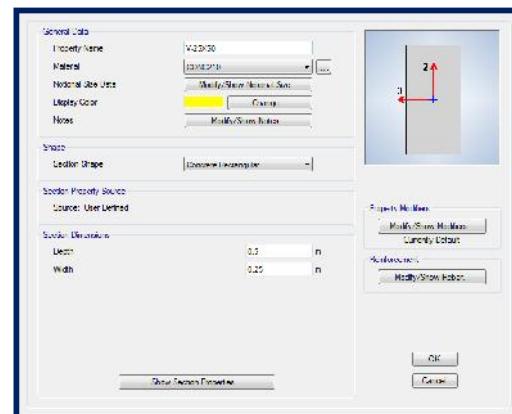 General Data
Property Name
V-25X50
Material
CONC210
...
Notional Size Data
Modify/Show Notional Size...
Display Color
Change...
Notes
Modify/Show Notes...
Shape
Section Shape
Concrete Rectangular
Section Property Source
Source: User Defined
Section Dimensions
Depth
0.5
m
Width
0.25
m
Show Section Properties...
2
3
Property Modifiers
Modify/Show Modifiers...
Currently Default
Reinforcement
Modify/Show Rebar...
OK
Cancel